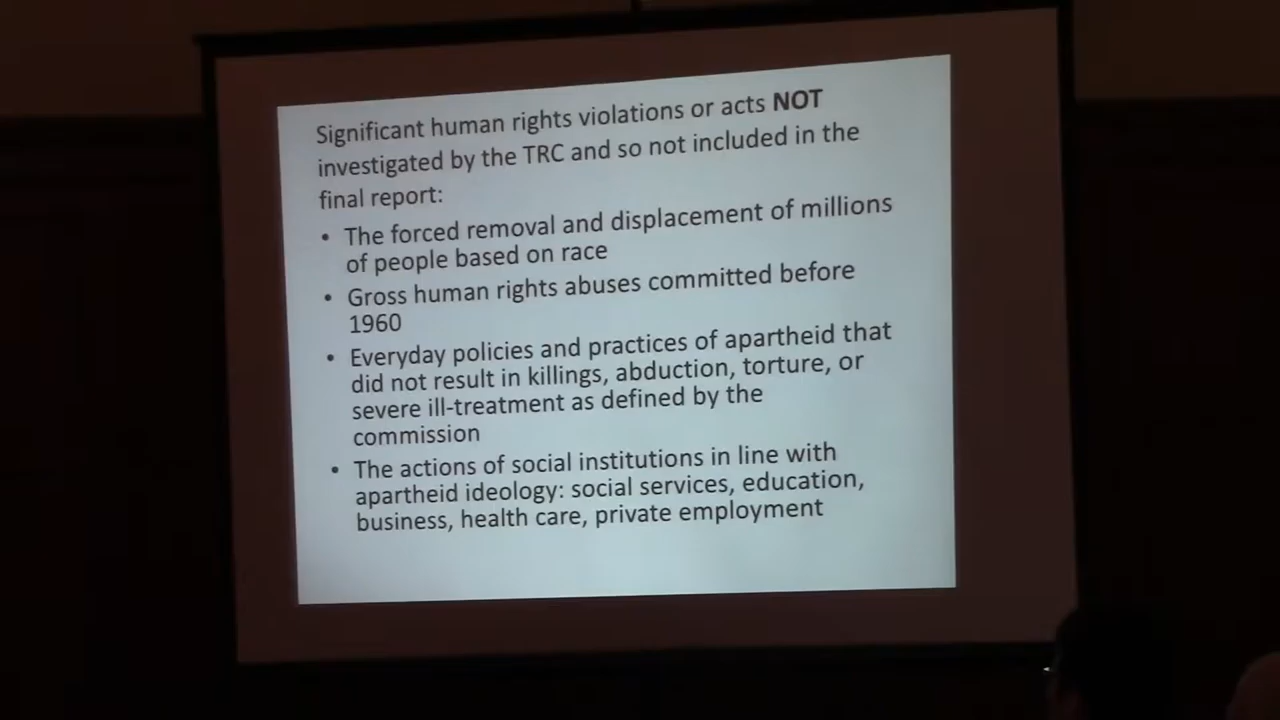 Significant human rights violations or acts NOT
investigated by the TRC and so not included in the
final report:
• The forced removal and displacement of millions
of people based on race
• Gross human rights abuses committed before
1960
• Everyday policies and practices of apartheid that
did not result in killings, abduction, torture, or
severe ill-treatment as defined by the
commission
• The actions of social institutions in line with
apartheid ideology: social services, education,
business, health care, private employment